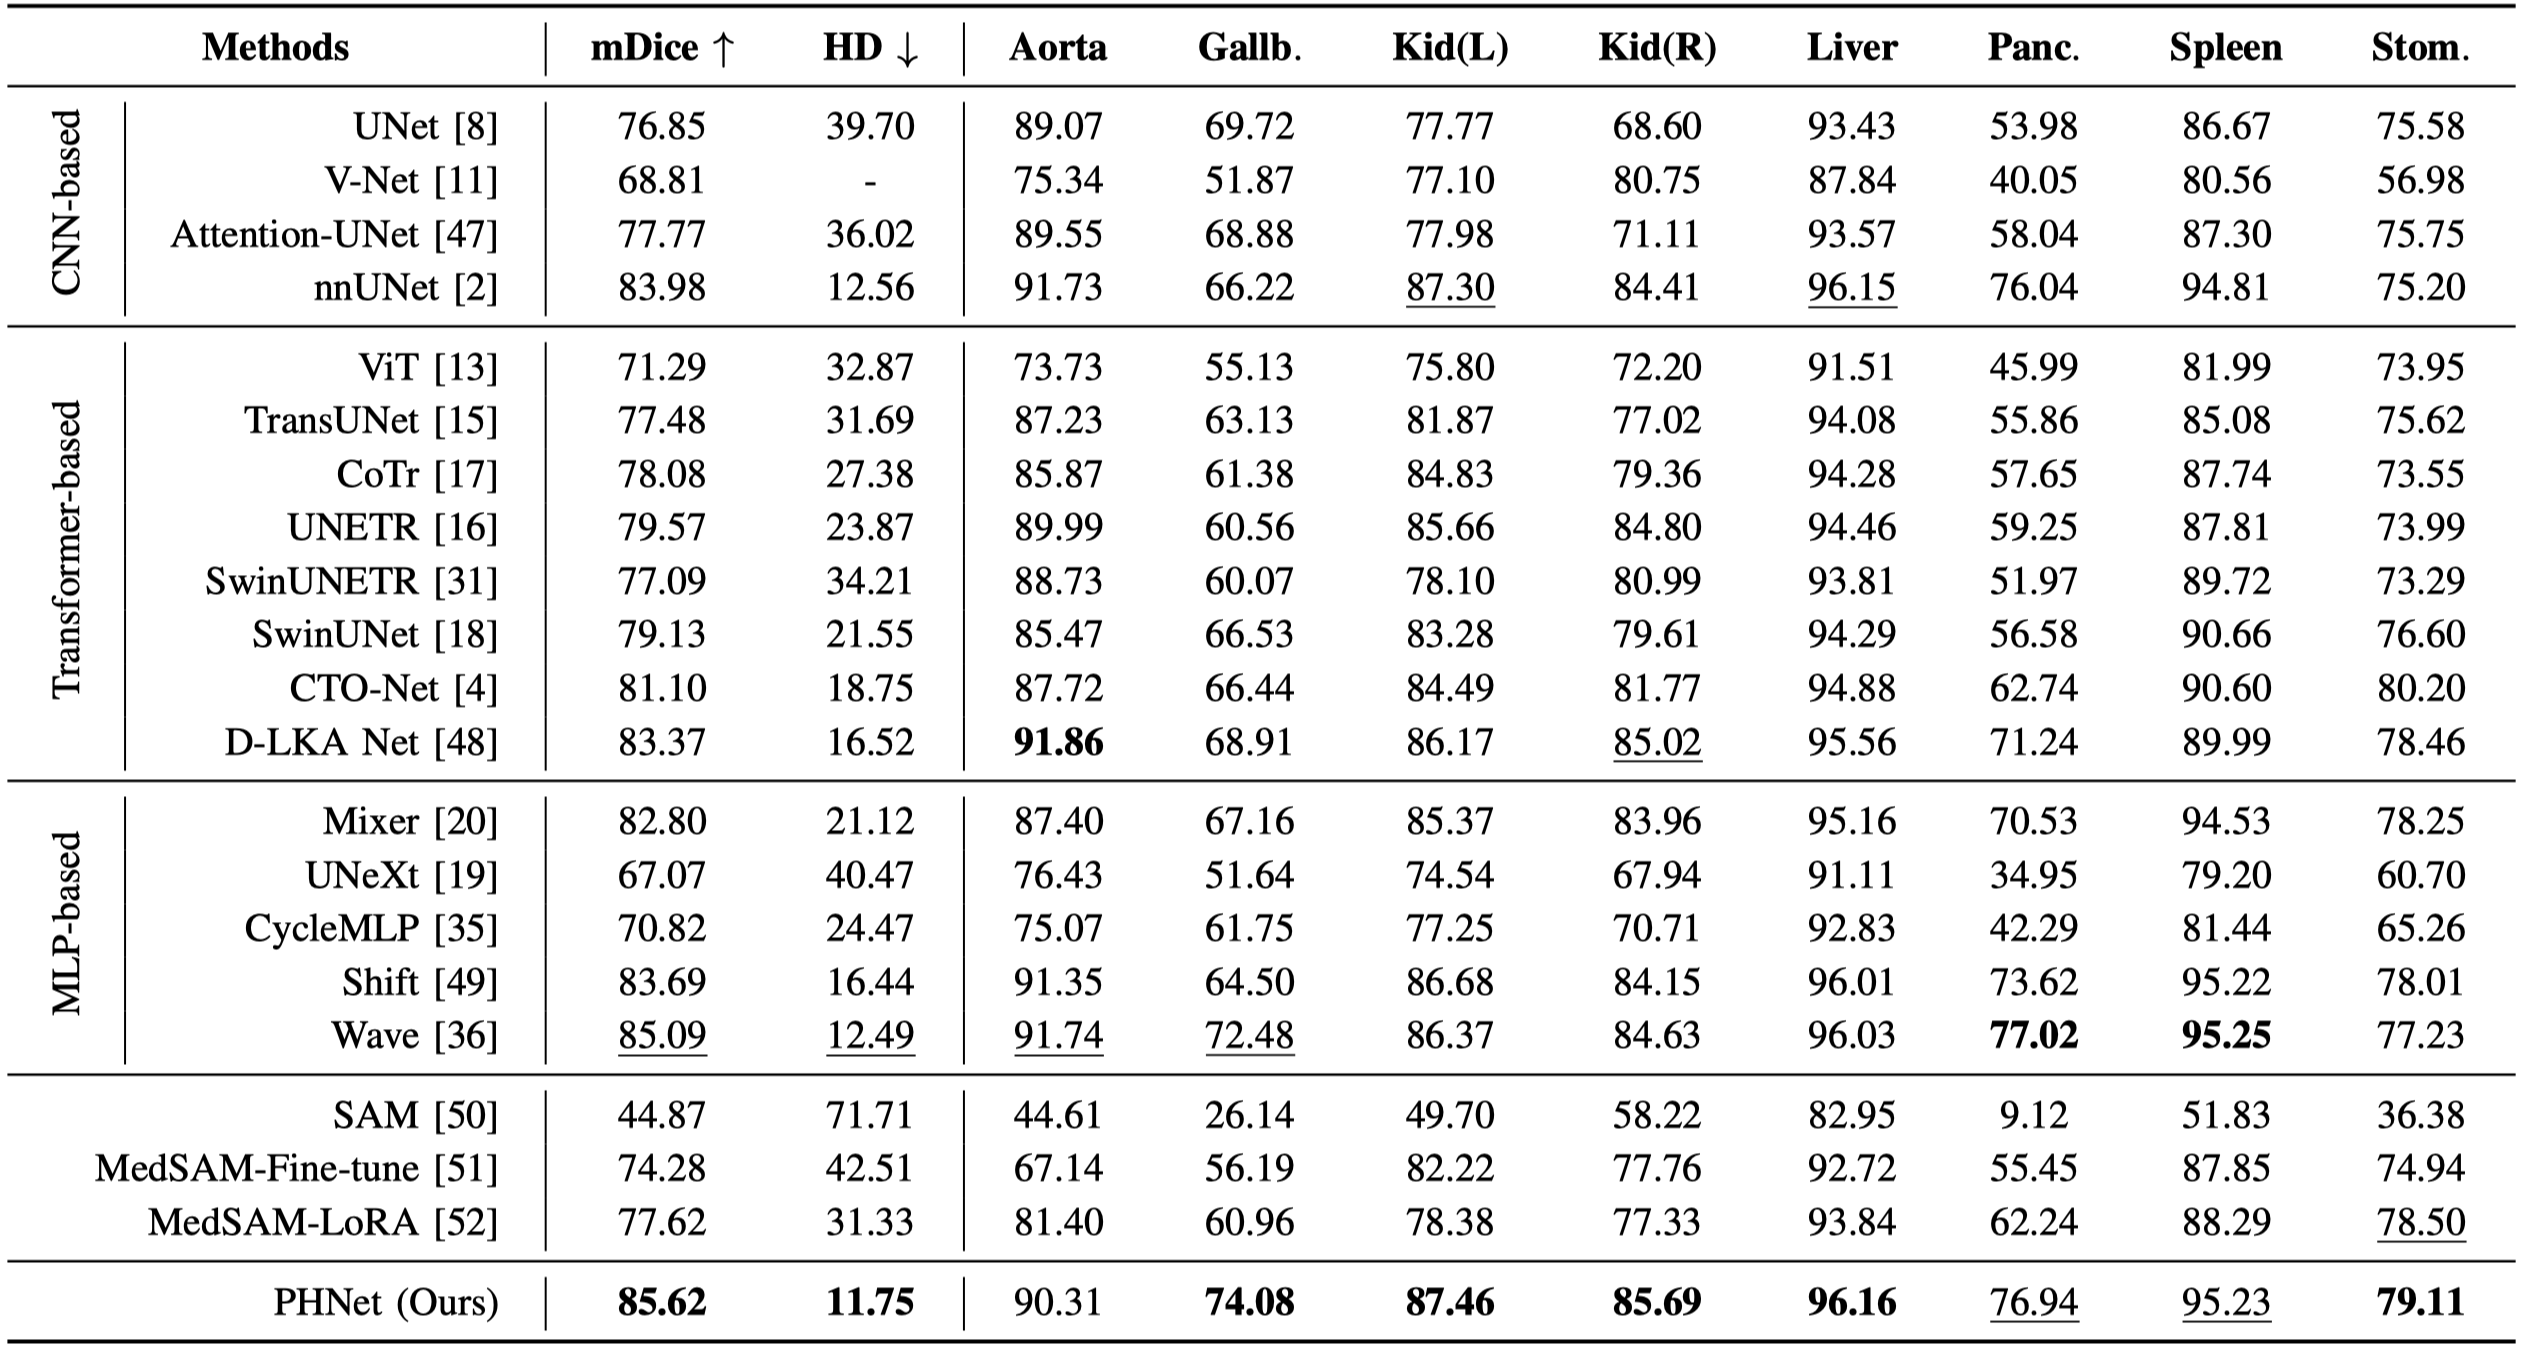 Methods mDice ↑ HD ↓ Aorta Gallb. Kid(L) Kid(R) Liver Panc. Spleen Stom.
CNN-based
UNet [8] 76.85 39.70 89.07 69.72 77.77 68.60 93.43 53.98 86.67 75.58
V-Net [11] 68.81 - 75.34 51.87 77.10 80.75 87.84 40.05 80.56 56.98
Attention-UNet [47] 77.77 36.02 89.55 68.88 77.98 71.11 93.57 58.04 87.30 75.75
nnUNet [2] 83.98 12.56 91.73 66.22 87.30 84.41 96.15 76.04 94.81 75.20
Transformer-based
ViT [13] 71.29 32.87 73.73 55.13 75.80 72.20 91.51 45.99 81.99 73.95
TransUNet [15] 77.48 31.69 87.23 63.13 81.87 77.02 94.08 55.86 85.08 75.62
CoTr [17] 78.08 27.38 85.87 61.38 84.83 79.36 94.28 57.65 87.74 73.55
UNETR [16] 79.57 23.87 89.99 60.56 85.66 84.80 94.46 59.25 87.81 73.99
SwinUNETR [31] 77.09 34.21 88.73 60.07 78.10 80.99 93.81 51.97 89.72 73.29
SwinUNet [18] 79.13 21.55 85.47 66.53 83.28 79.61 94.29 56.58 90.66 76.60
CTO-Net [4] 81.10 18.75 87.72 66.44 84.49 81.77 94.88 62.74 90.60 80.20
D-LKA Net [48] 83.37 16.52 91.86 68.91 86.17 85.02 95.56 71.24 89.99 78.46
MLP-based
Mixer [20] 82.80 21.12 87.40 67.16 85.37 83.96 95.16 70.53 94.53 78.25
UNeXt [19] 67.07 40.47 76.43 51.64 74.54 67.94 91.11 34.95 79.20 60.70
CycleMLP [35] 70.82 24.47 75.07 61.75 77.25 70.71 92.83 42.29 81.44 65.26
Shift [49] 83.69 16.44 91.35 64.50 86.68 84.15 96.01 73.62 95.22 78.01
Wave [36] 85.09 12.49 91.74 72.48 86.37 84.63 96.03 77.02 95.25 77.23
SAM [50] 44.87 71.71 44.61 26.14 49.70 58.22 82.95 9.12 51.83 36.38
MedSAM-Fine-tune [51] 74.28 42.51 67.14 56.19 82.22 77.76 92.72 55.45 87.85 74.94
MedSAM-LoRA [52] 77.62 31.33 81.40 60.96 78.38 77.33 93.84 62.24 88.29 78.50
PHNet (Ours) 85.62 11.75 90.31 74.08 87.46 85.69 96.16 76.94 95.23 79.11